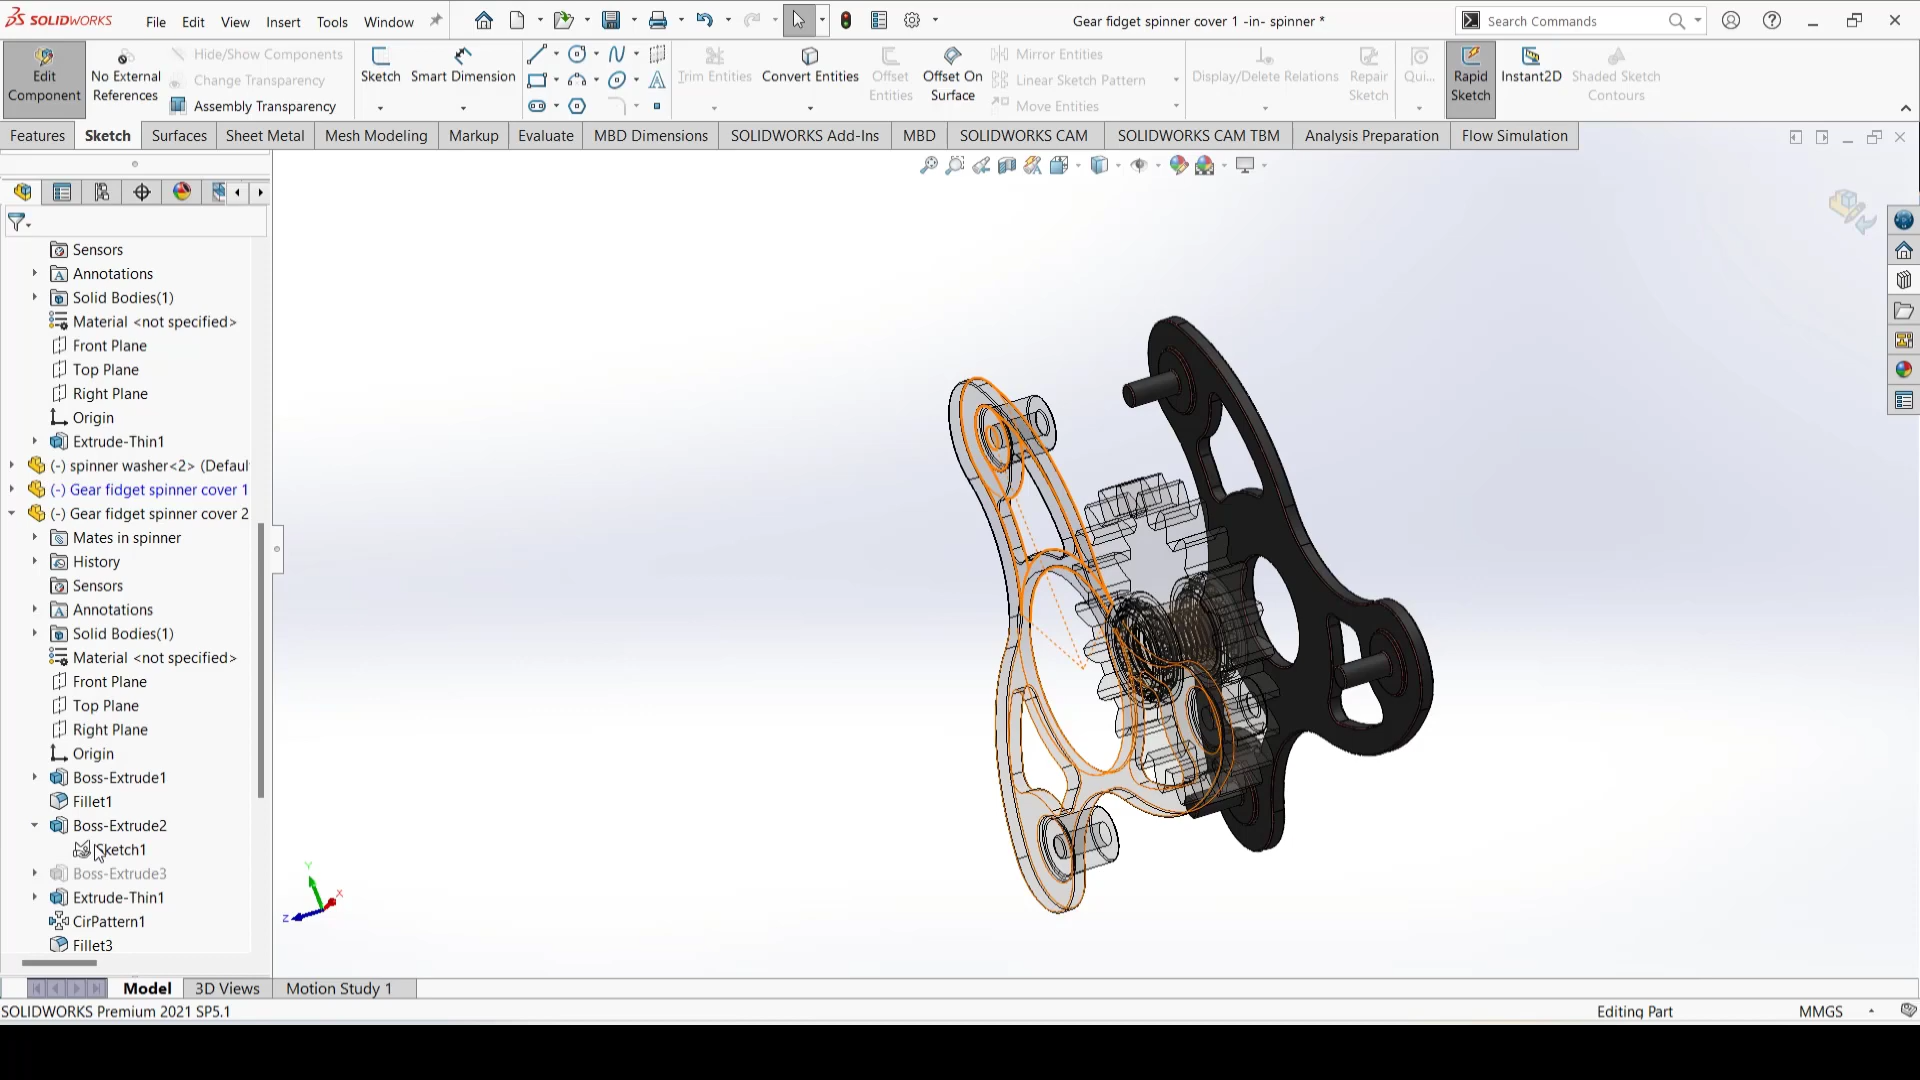 SOLIDWORKS File Edit View Insert Tools Window Gear fidget spinner cover 1 -in- spinner * Search Commands
Edit Component
No External References
Hide/Show Components
Change Transparency
Assembly Transparency
Sketch
Smart Dimension
Trim Entities
Convert Entities
Offset Entities
Offset On Surface
Mirror Entities
Linear Sketch Pattern
Move Entities
Display/Delete Relations
Repair Sketch
Qui...
Rapid Sketch
Instant2D
Shaded Sketch Contours
Features Sketch Surfaces Sheet Metal Mesh Modeling Markup Evaluate MBD Dimensions SOLIDWORKS Add-Ins MBD SOLIDWORKS CAM SOLIDWORKS CAM TBM Analysis Preparation Flow Simulation
Sensors
Annotations
Solid Bodies(1)
Material <not specified>
Front Plane
Top Plane
Right Plane
Origin
Extrude-Thin1
(-) spinner washer<2> (Defaul
(-) Gear fidget spinner cover 1
(-) Gear fidget spinner cover 2
Mates in spinner
History
Sensors
Annotations
Solid Bodies(1)
Material <not specified>
Front Plane
Top Plane
Right Plane
Origin
Boss-Extrude1
Fillet1
Boss-Extrude2
Sketch1
Boss-Extrude3
Extrude-Thin1
CirPattern1
Fillet3
Y
X
Z
Model 3D Views Motion Study 1
SOLIDWORKS Premium 2021 SP5.1 Editing Part MMGS